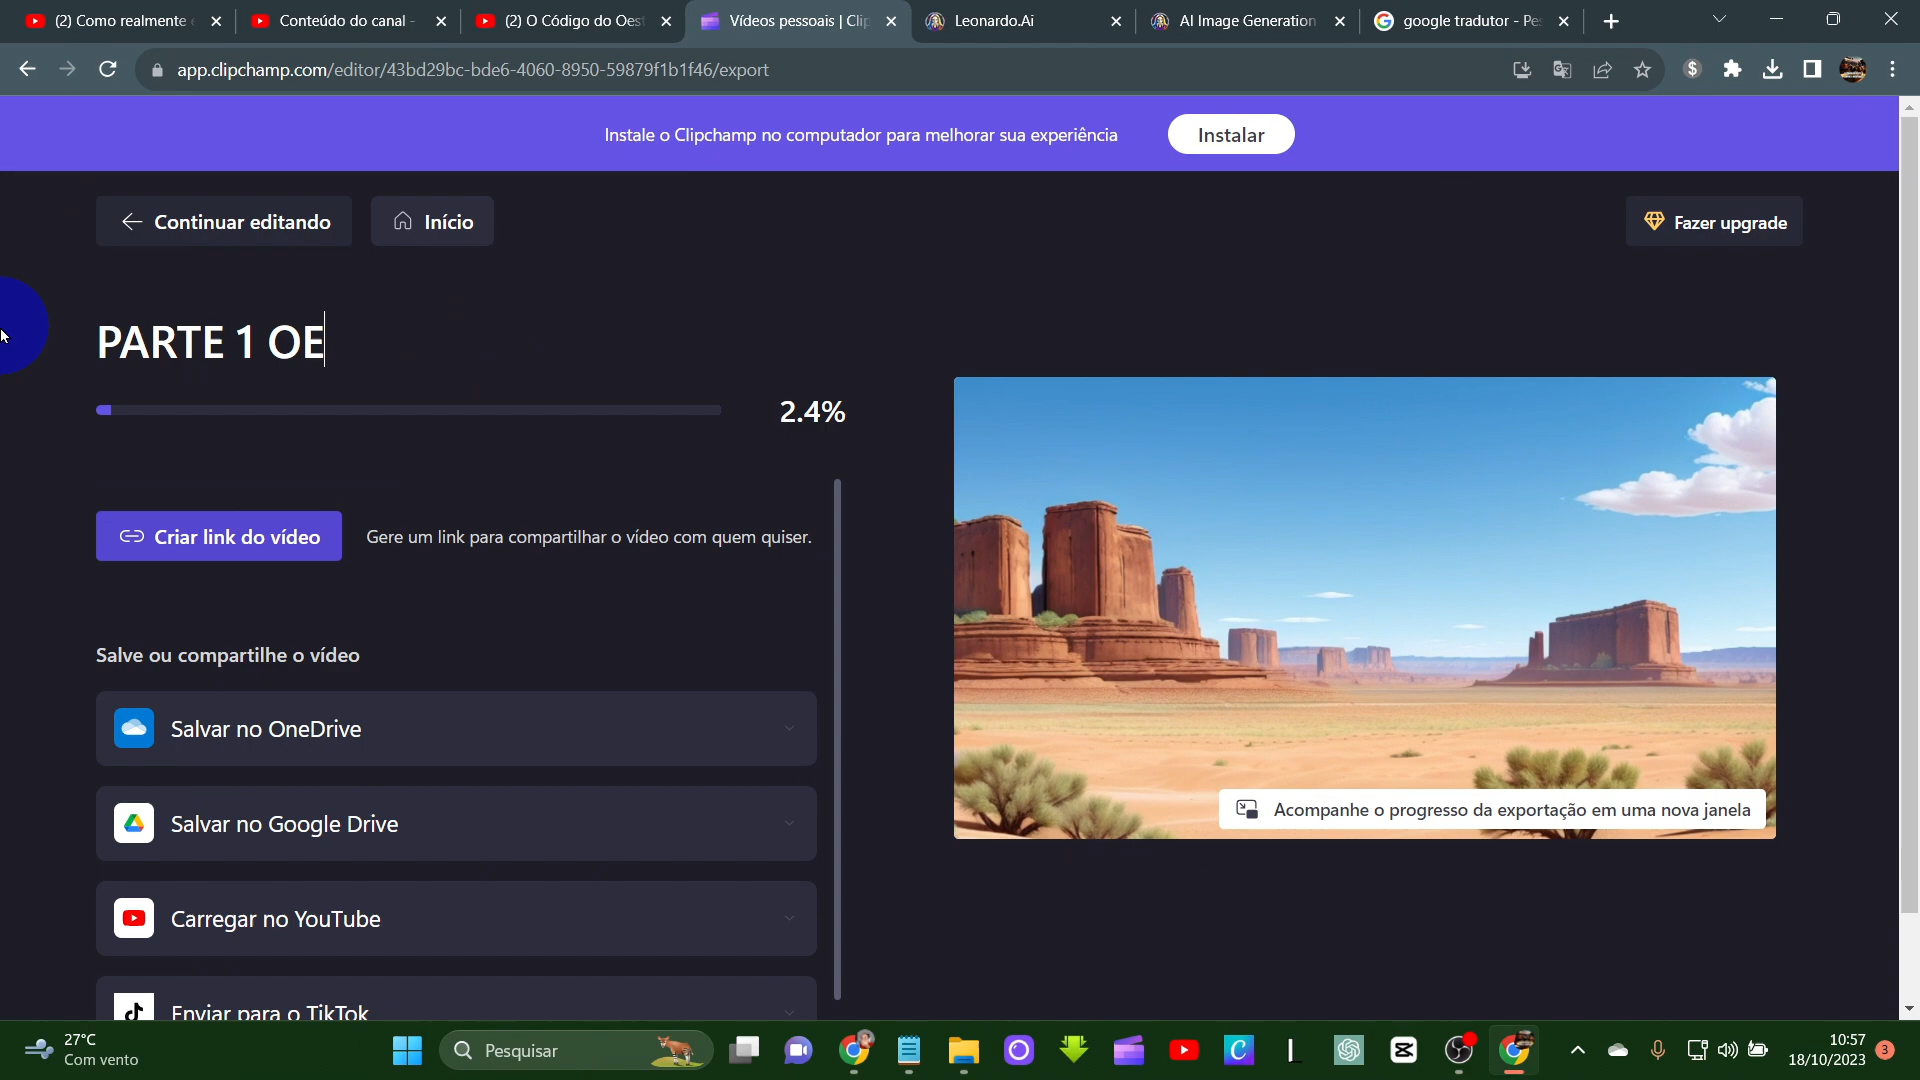 (2) Como realmente
Conteúdo do canal -
(2) O Código do Oes
Vídeos pessoais | Clip
Leonardo.Ai
AI Image Generation
google tradutor - Pes
app.clipchamp.com/editor/43bd29bc-bde6-4060-8950-59879f1b1f46/export
Instale o Clipchamp no computador para melhorar sua experiência
Instalar
Continuar editando
Início
Fazer upgrade
PARTE 1 OE
2.4%
Criar link do vídeo
Gere um link para compartilhar o vídeo com quem quiser.
Salve ou compartilhe o vídeo
Salvar no OneDrive
Salvar no Google Drive
Acompanhe o progresso da exportação em uma nova janela
Carregar no YouTube
Enviar para o TikTok
27°C
Com vento
Pesquisar
10:57
18/10/2023
3